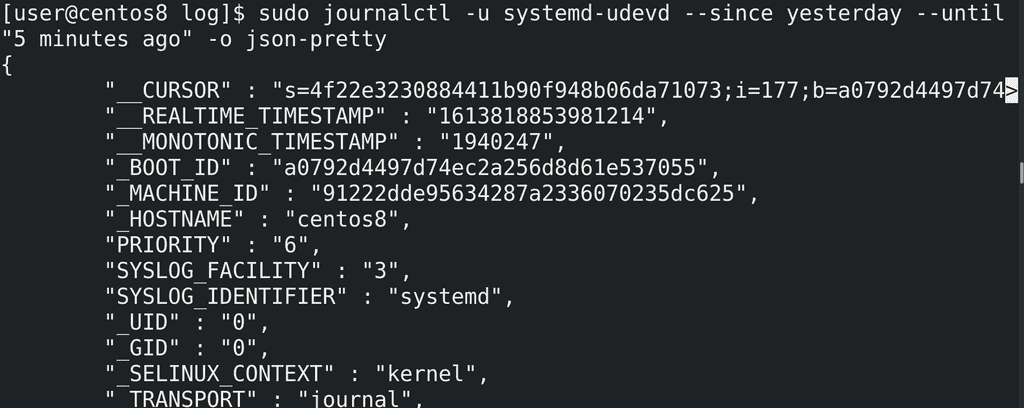 [user@centos8 log]$ sudo journalctl -u systemd-udevd --since yesterday --until
"5 minutes ago" -o json-pretty
{
"__CURSOR" : "s=4f22e3230884411b90f948b06da71073;i=177;b=a0792d4497d74>
"__REALTIME_TIMESTAMP" : "1613818853981214",
"__MONOTONIC_TIMESTAMP" : "1940247",
"_BOOT_ID" : "a0792d4497d74ec2a256d8d61e537055",
"_MACHINE_ID" : "91222dde95634287a2336070235dc625",
"_HOSTNAME" : "centos8",
"PRIORITY" : "6",
"SYSLOG_FACILITY" : "3",
"SYSLOG_IDENTIFIER" : "systemd",
"_UID" : "0",
"_GID" : "0",
"_SELINUX_CONTEXT" : "kernel",
"_TRANSPORT" : "journal",